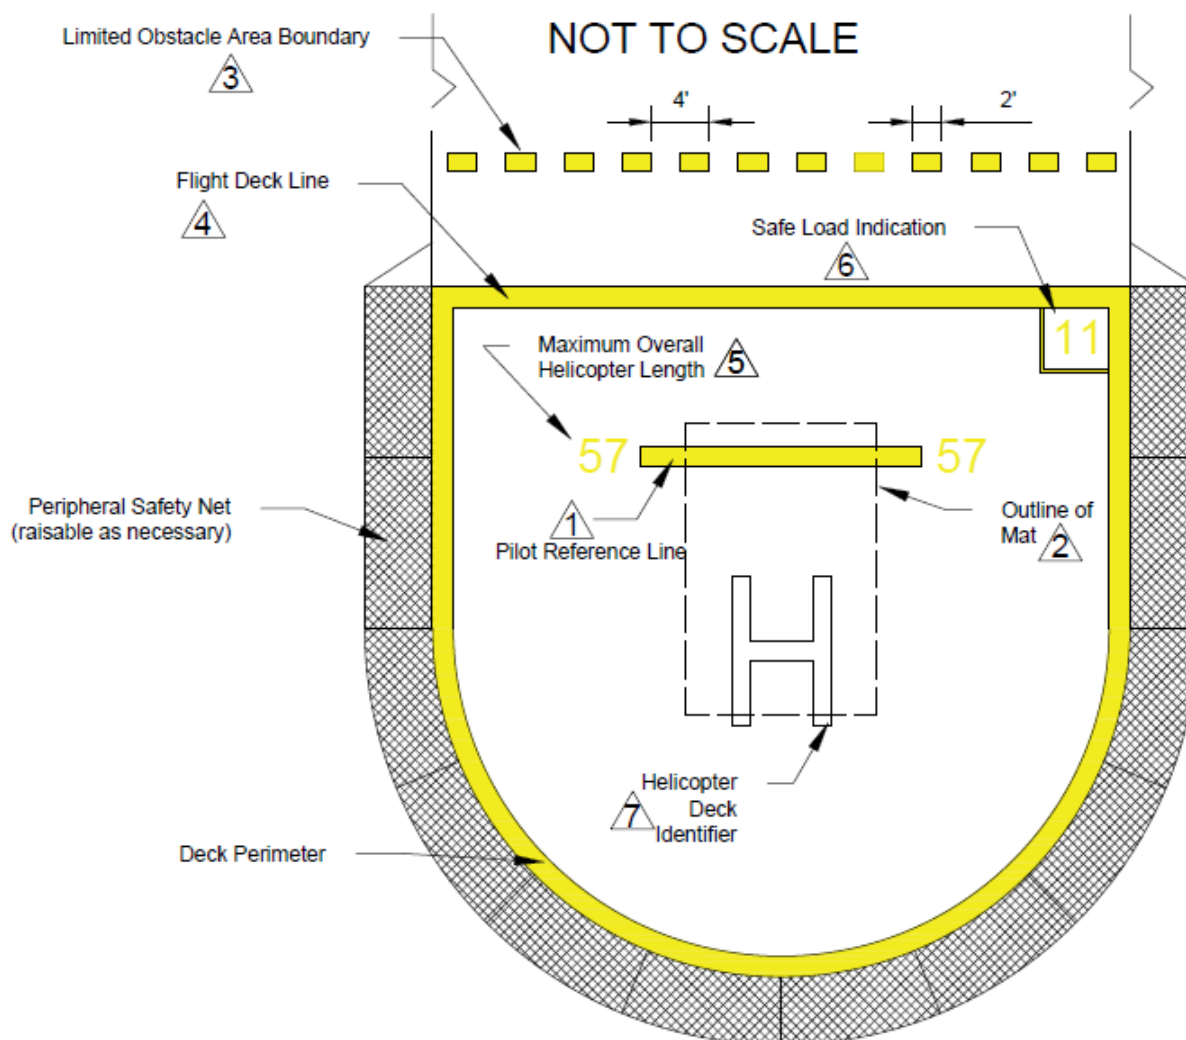 NOT TO SCALE
Limited Obstacle Area Boundary
3
4'
2'
Flight Deck Line
4
Safe Load Indication
6
11
Maximum Overall
Helicopter Length
5
57
57
1
Pilot Reference Line
Outline of
Mat
2
Peripheral Safety Net
(raisable as necessary)
H
Helicopter
Deck
Identifier
7
Deck Perimeter